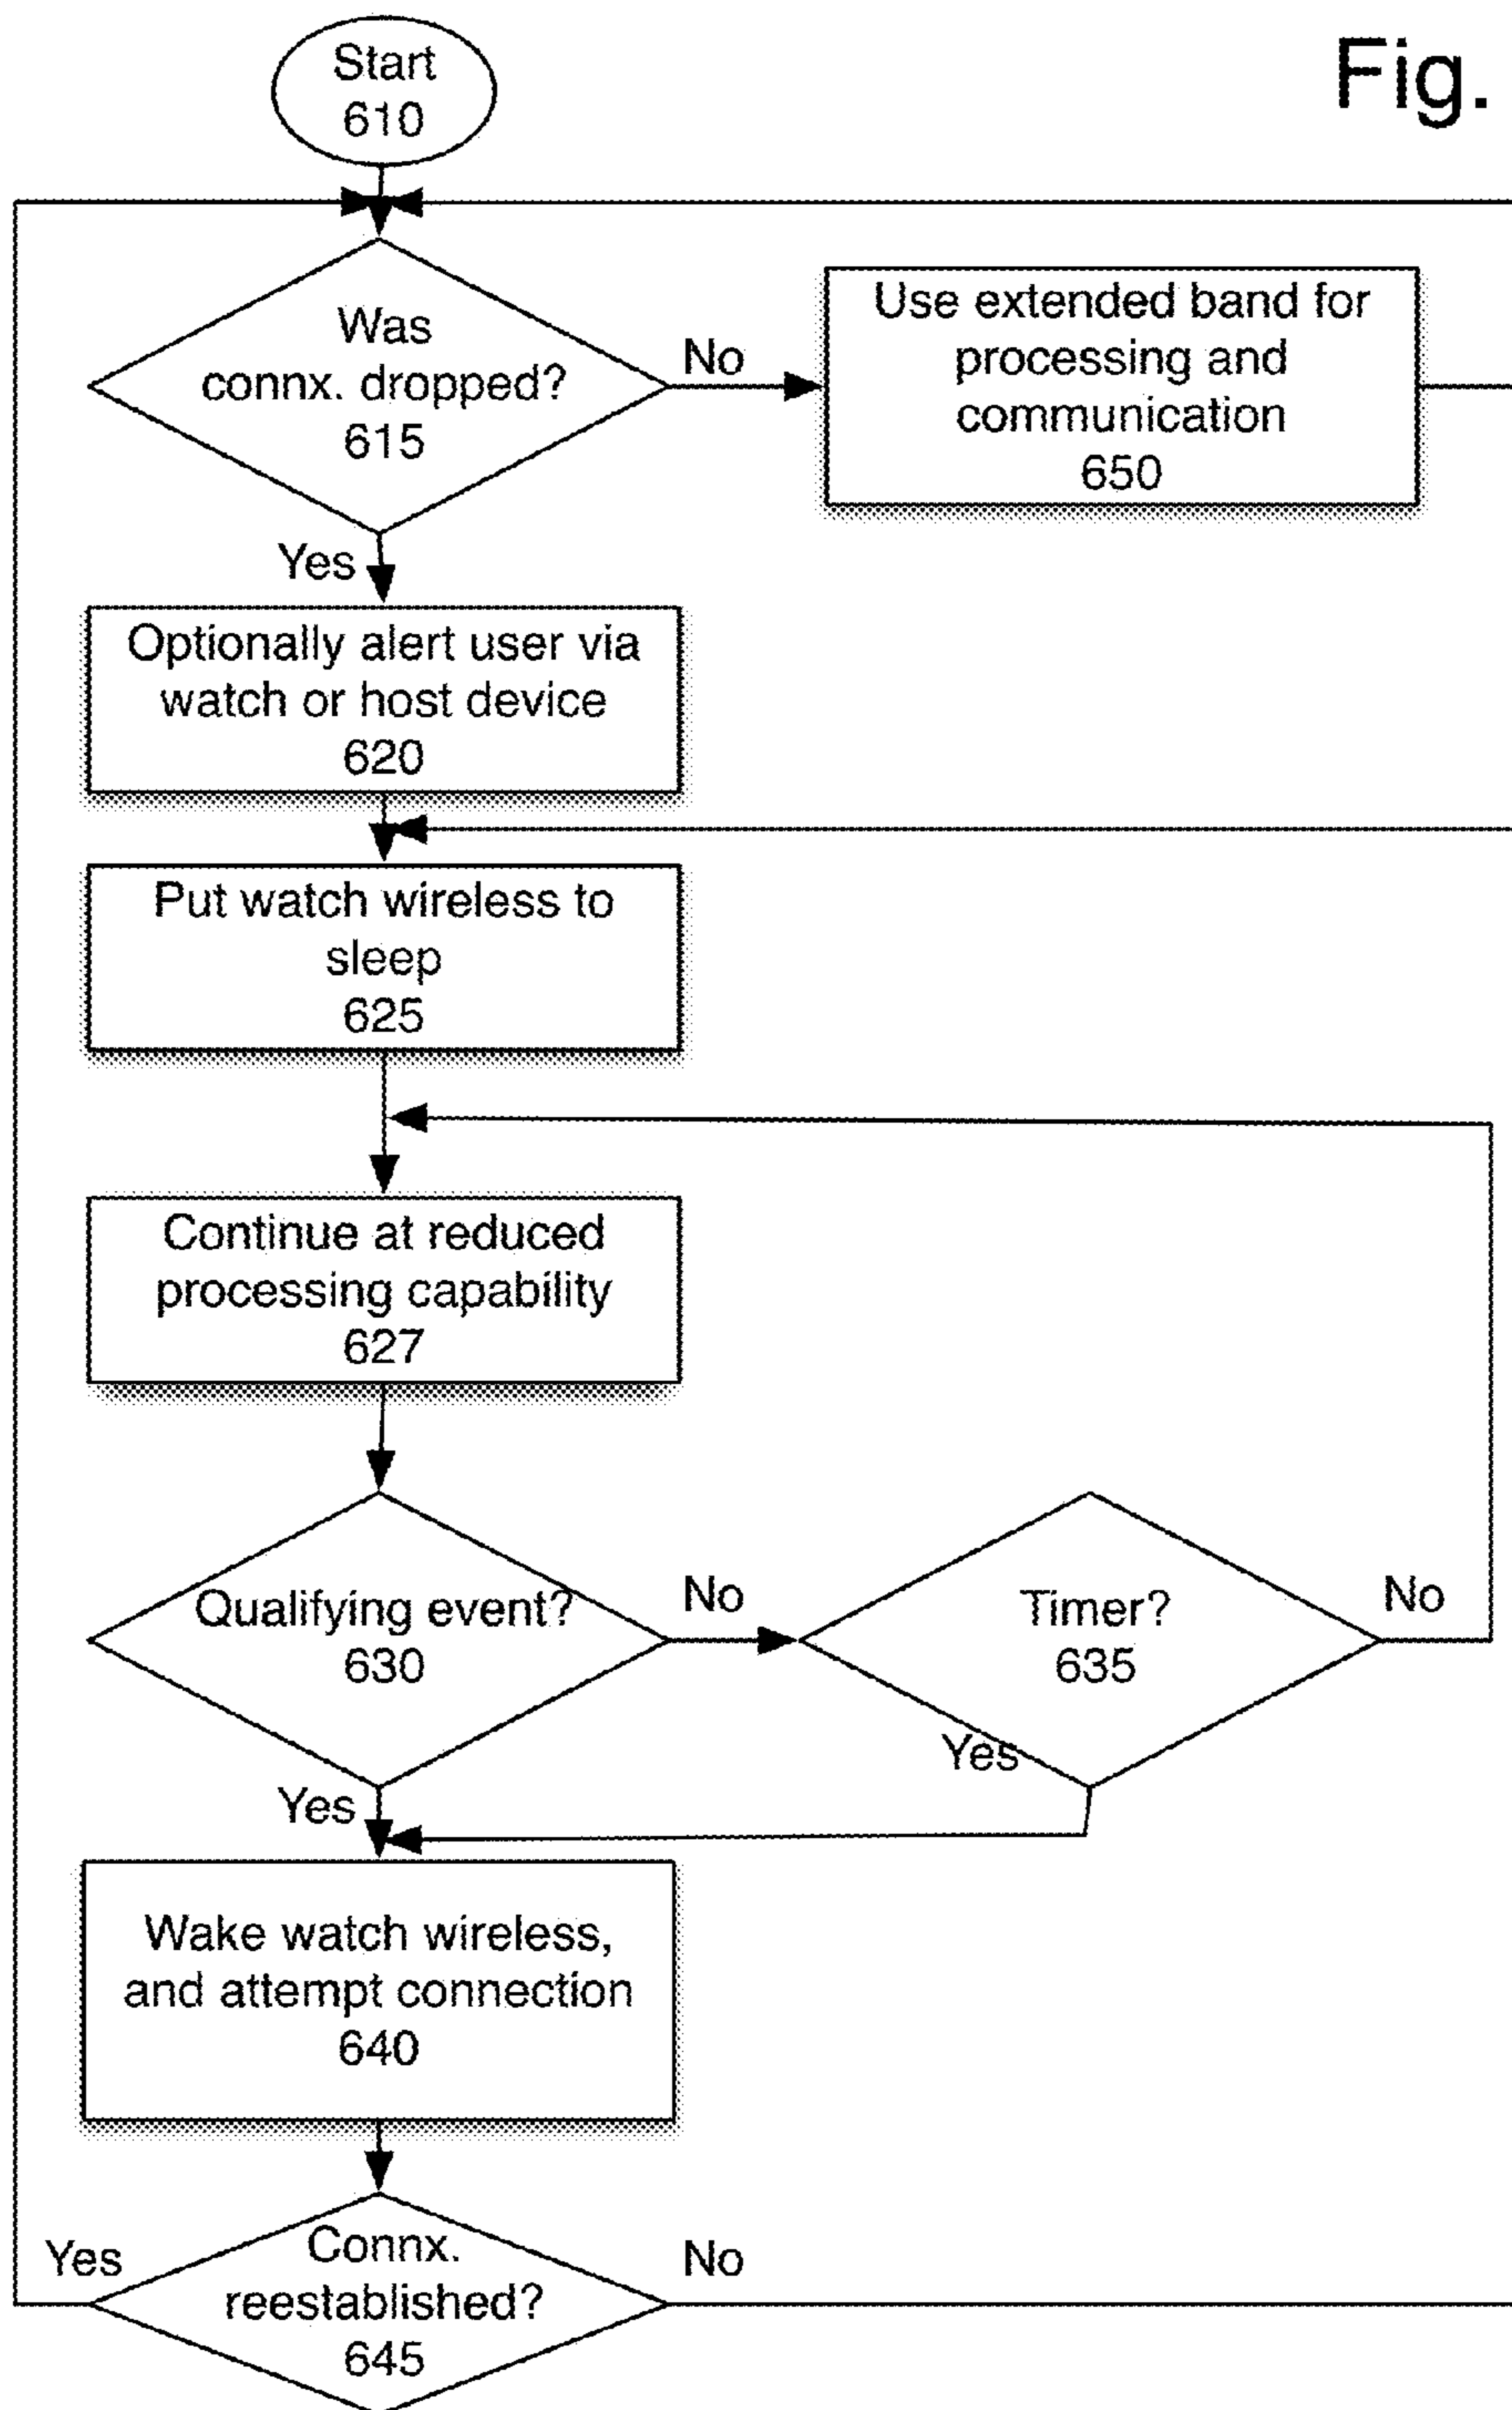 Fig.
Start
610
Was
connx. dropped?
615
No
Use extended band for
processing and
communication
650
Yes
Optionally alert user via
watch or host device
620
Put watch wireless to
sleep
625
Continue at reduced
processing capability
627
Qualifying event?
630
No
Timer?
635
No
Yes
Yes
Wake watch wireless,
and attempt connection
640
Yes
Connx.
reestablished?
645
No